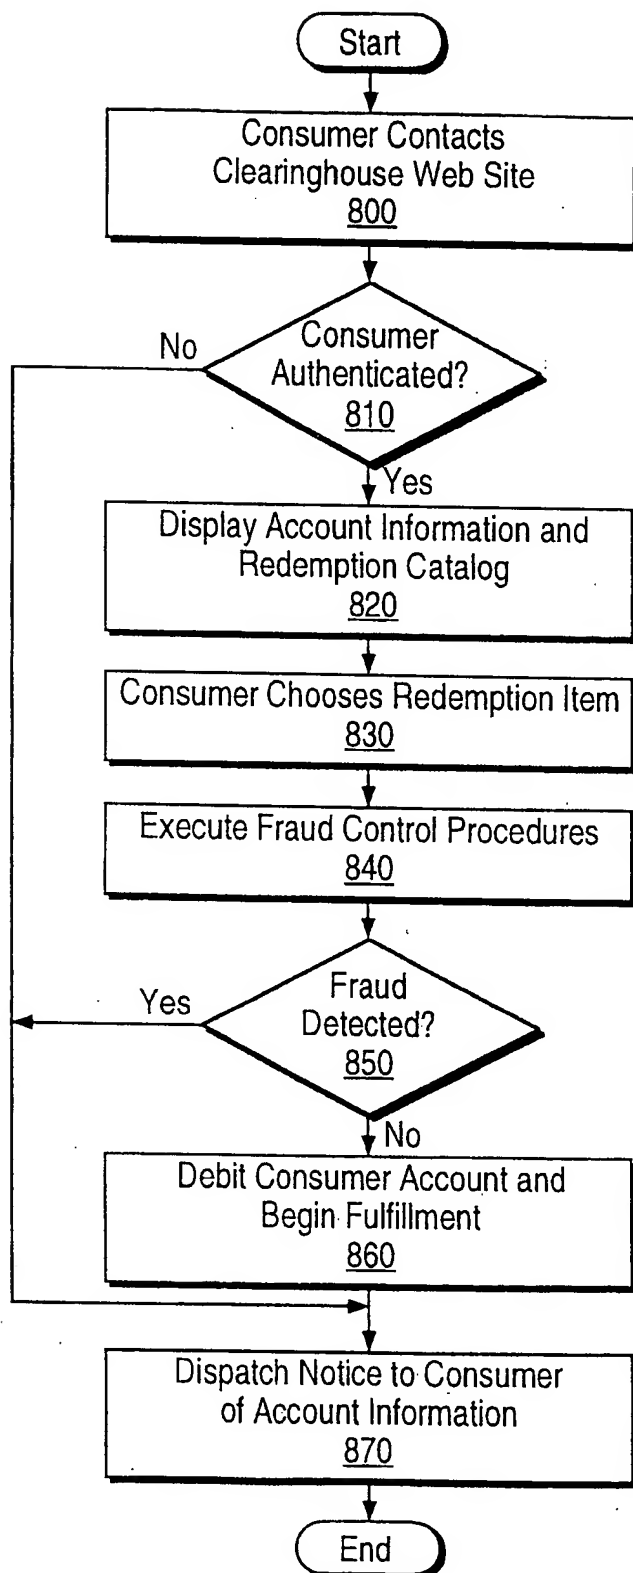 Start
Consumer Contacts
Clearinghouse Web Site
800
No
Consumer
Authenticated?
810
Yes
Display Account Information and
Redemption Catalog
820
Consumer Chooses Redemption Item
830
Execute Fraud Control Procedures
840
Yes
Fraud
Detected?
850
No
Debit Consumer Account and
Begin Fulfillment
860
Dispatch Notice to Consumer
of Account Information
870
End